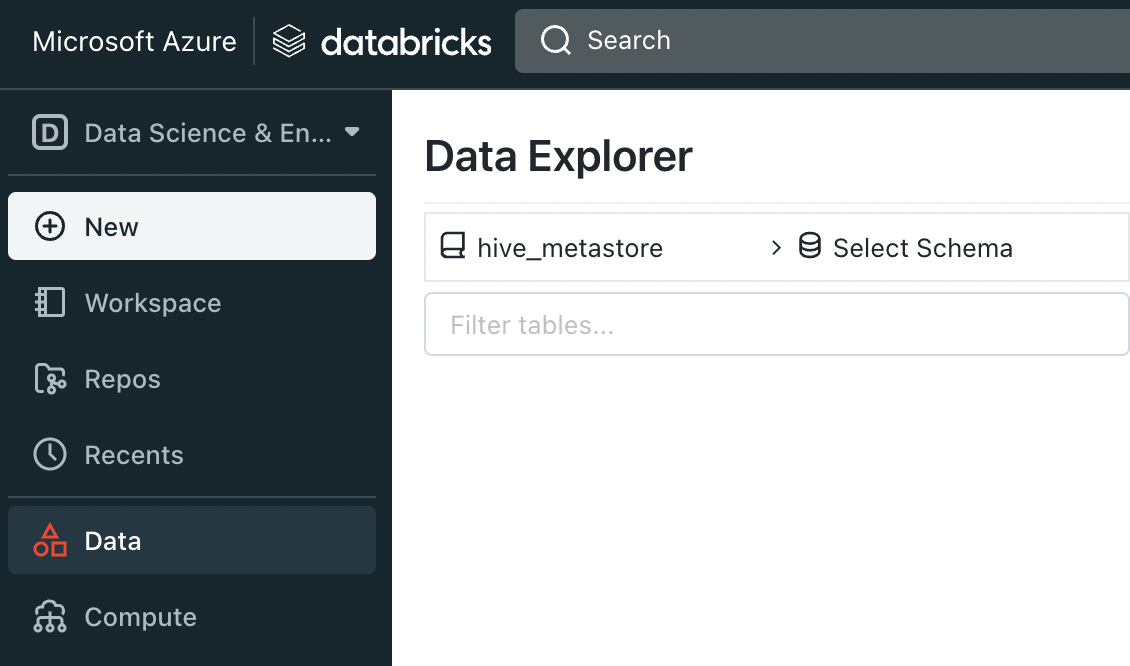 Microsoft Azure databricks Search
D Data Science & En...
New
Workspace
Repos
Recents
Data
Compute
Data Explorer
hive_metastore > Select Schema
Filter tables...